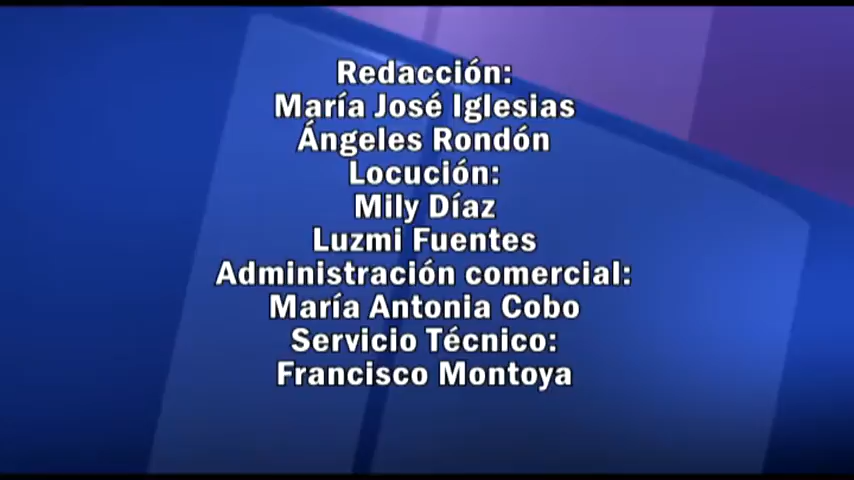 Redacción:
María José Iglesias
Ángeles Rondón
Locución:
Mily Díaz
Luzmi Fuentes
Administración comercial:
María Antonia Cobo
Servicio Técnico:
Francisco Montoya